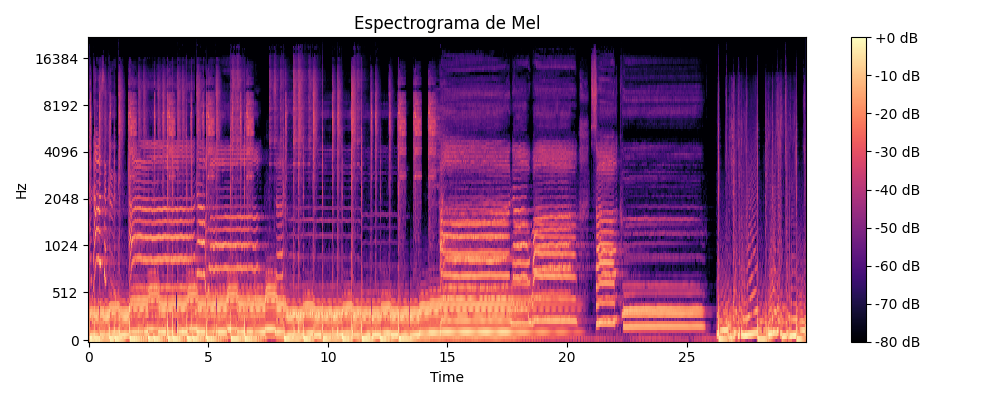 Espectrograma de Mel
Hz
16384
8192
4096
2048
1024
512
0
0 5 10 15 20 25
Time
+0 dB
-10 dB
-20 dB
-30 dB
-40 dB
-50 dB
-60 dB
-70 dB
-80 dB